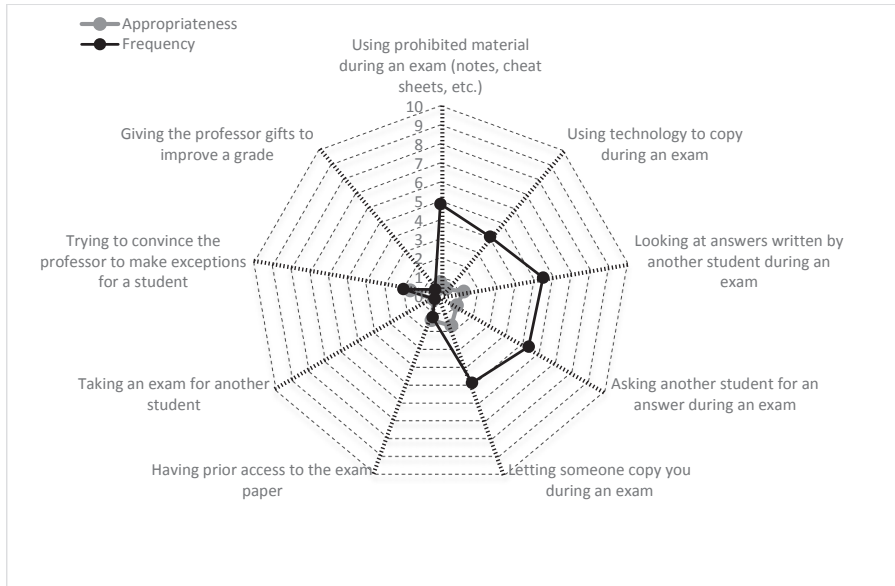 Appropriateness
Frequency
Using prohibited material
during an exam (notes, cheat
sheets, etc.)
10
9
8
7
6
5
4
3
2
1
0
Using technology to copy
during an exam
Looking at answers written by
another student during an
exam
Asking another student for an
answer during an exam
Letting someone copy you
during an exam
Having prior access to the exam
paper
Taking an exam for another
student
Trying to convince the
professor to make exceptions
for a student
Giving the professor gifts to
improve a grade